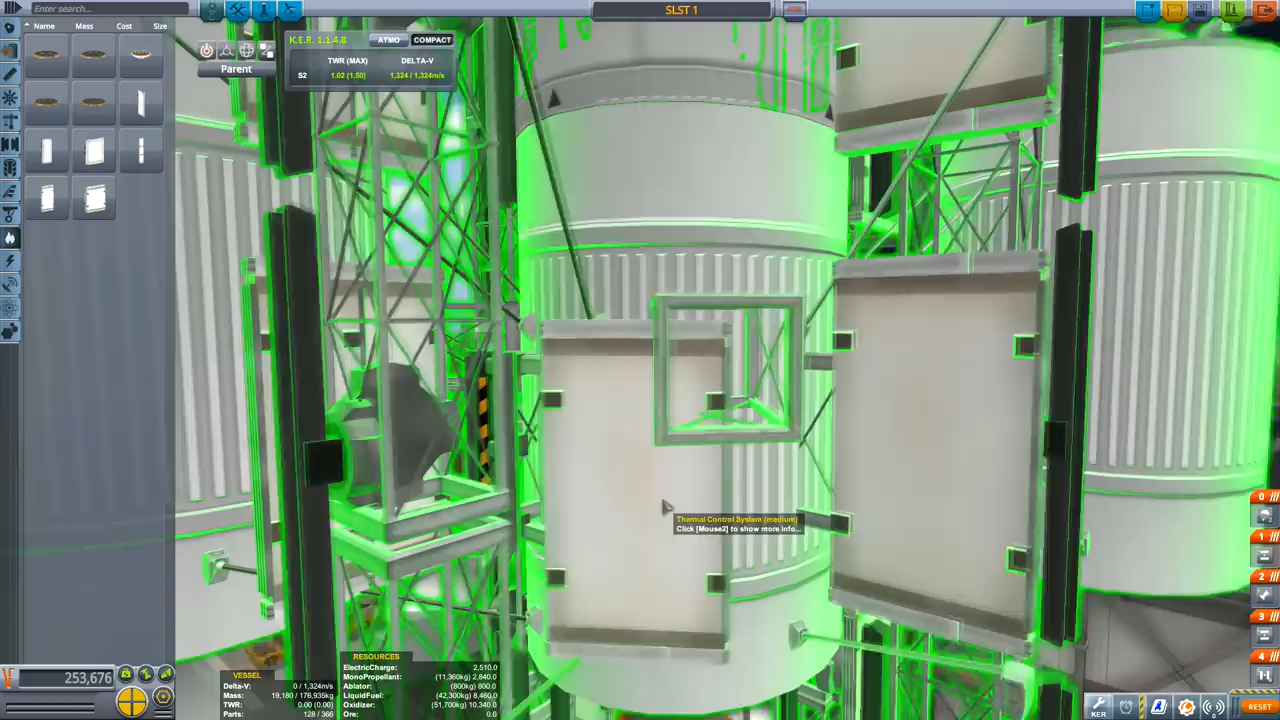 Enter search...
SLST 1
Name Mass Cost Size
K.E.R. 1.1.4.8 ATMO COMPACT
TWR (MAX) DELTA-V
S2 1.02 (1.50) 1,324 / 1,324m/s
Parent
Thermal Control System (medium)
Click [Mouse2] to show more info...
0
1
2
3
4
253,676
VESSEL
Delta-V: 0 / 1,324m/s
Mass: 19,180 / 176,935kg
TWR: 0.00 (0.00)
Parts: 128 / 366
RESOURCES
ElectricCharge: 2,510.0
MonoPropellant: (11,360kg) 2,840.0
Ablator: (800kg) 800.0
LiquidFuel: (42,300kg) 8,460.0
Oxidizer: (51,700kg) 10,340.0
Ore: 0.0
KER
RESET